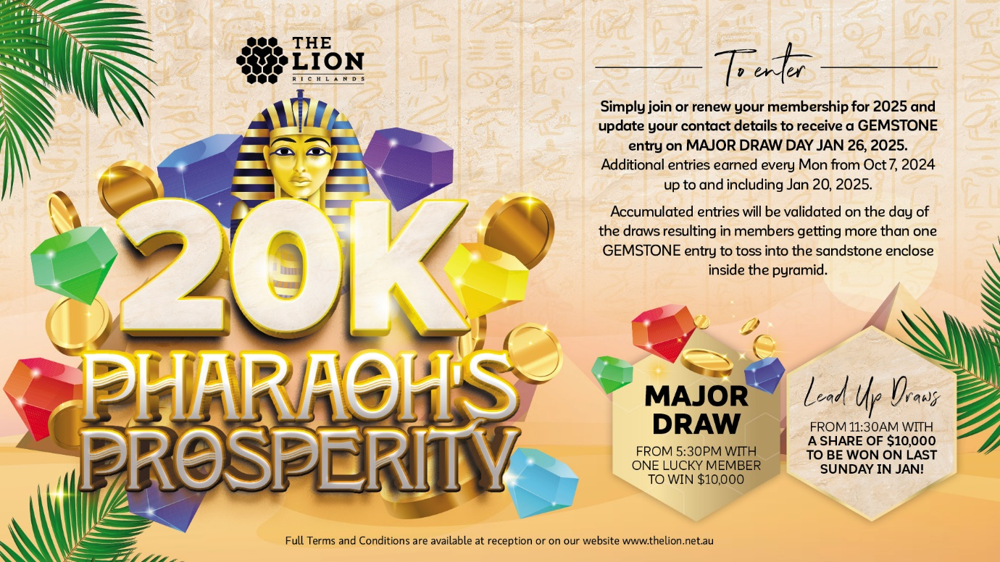 THE
LION
RICHLANDS
20K
PHARAOH'S
PROSPERITY
To enter
Simply join or renew your membership for 2025 and
update your contact details to receive a GEMSTONE
entry on MAJOR DRAW DAY JAN 26, 2025.
Additional entries earned every Mon from Oct 7, 2024
up to and including Jan 20, 2025.
Accumulated entries will be validated on the day of
the draws resulting in members getting more than one
GEMSTONE entry to toss into the sandstone enclose
inside the pyramid.
MAJOR
DRAW
FROM 5:30PM WITH
ONE LUCKY MEMBER
TO WIN $10,000
Lead Up Draws
FROM 11:30AM WITH
A SHARE OF $10,000
TO BE WON ON LAST
SUNDAY IN JAN!
Full Terms and Conditions are available at reception or on our website www.thelion.net.au